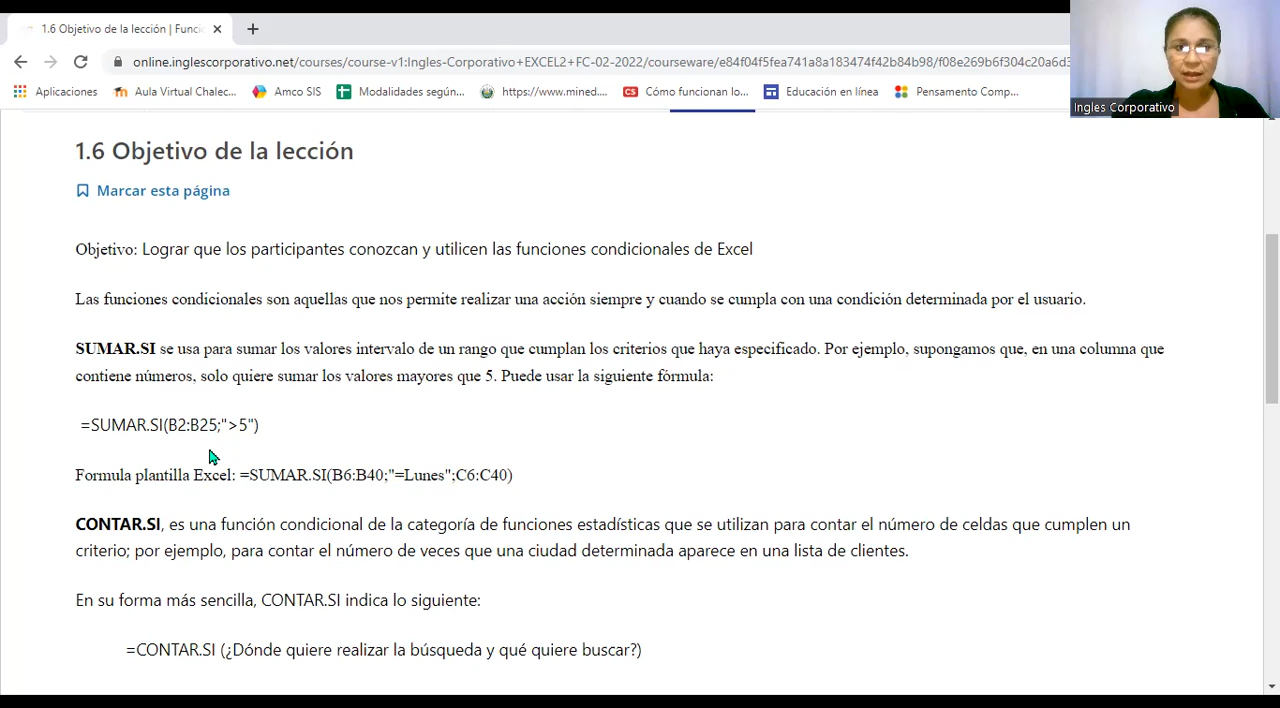 1.6 Objetivo de la lección | Funci
online.inglescorporativo.net/courses/course-v1:Ingles-Corporativo+EXCEL2+FC-02-2022/courseware/e84f04f5fea741a8a183474f42b84b98/f08e269b6f304c20a6d3
Aplicaciones
Aula Virtual Chalec...
Amco SIS
Modalidades según...
https://www.mined....
CS Cómo funcionan lo...
Educación en línea
Pensamento Comp...
Ingles Corporativo
1.6 Objetivo de la lección
Marcar esta página
Objetivo: Lograr que los participantes conozcan y utilicen las funciones condicionales de Excel
Las funciones condicionales son aquellas que nos permite realizar una acción siempre y cuando se cumpla con una condición determinada por el usuario.
SUMAR.SI se usa para sumar los valores intervalo de un rango que cumplan los criterios que haya especificado. Por ejemplo, supongamos que, en una columna que
contiene números, solo quiere sumar los valores mayores que 5. Puede usar la siguiente fórmula:
=SUMAR.SI(B2:B25;">5")
Formula plantilla Excel: =SUMAR.SI(B6:B40;"=Lunes";C6:C40)
CONTAR.SI, es una función condicional de la categoría de funciones estadísticas que se utilizan para contar el número de celdas que cumplen un
criterio; por ejemplo, para contar el número de veces que una ciudad determinada aparece en una lista de clientes.
En su forma más sencilla, CONTAR.SI indica lo siguiente:
=CONTAR.SI (¿Dónde quiere realizar la búsqueda y qué quiere buscar?)